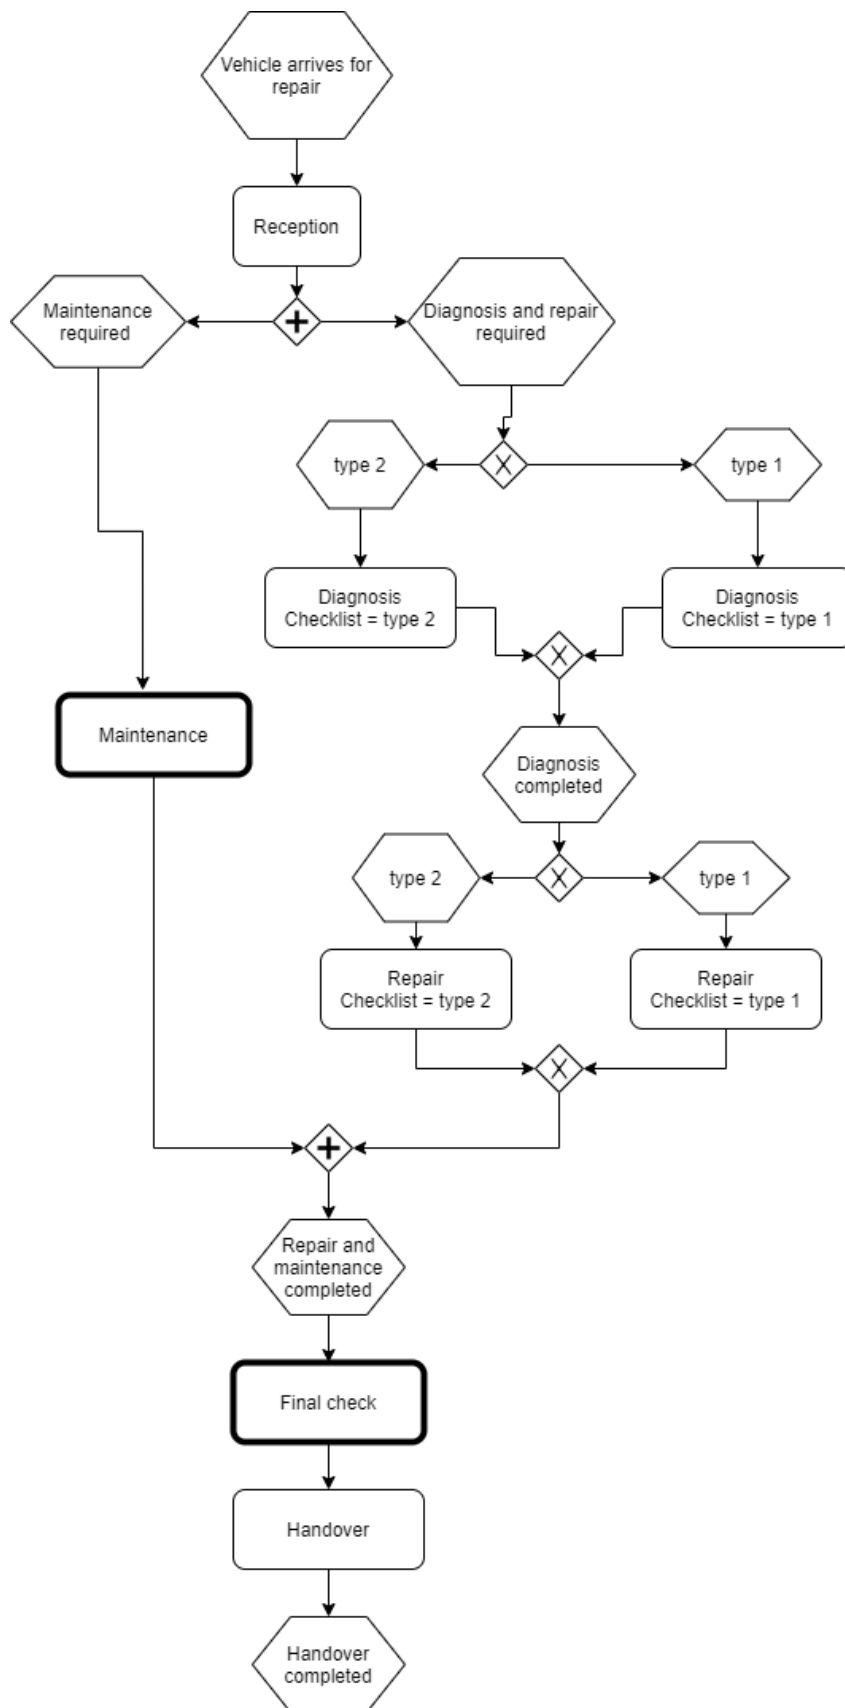 Vehicle arrives for
repair
Reception
Maintenance
required
Diagnosis and repair
required
type 2
type 1
Diagnosis
Checklist = type 2
Diagnosis
Checklist = type 1
Maintenance
Diagnosis
completed
type 2
type 1
Repair
Checklist = type 2
Repair
Checklist = type 1
Repair and
maintenance
completed
Final check
Handover
Handover
completed